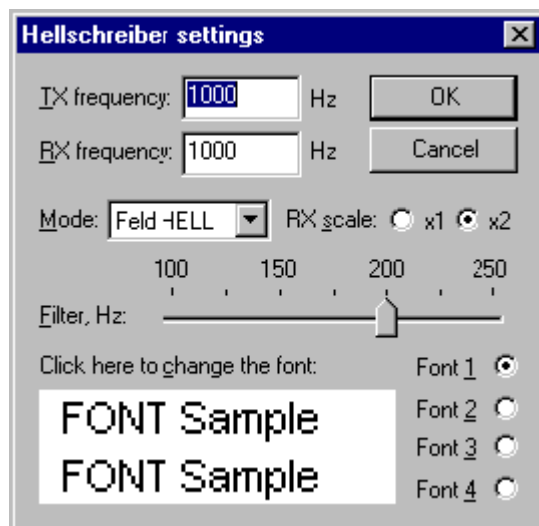 Hellschreiber settings
TX frequency: 1000 Hz OK
RX frequency: 1000 Hz Cancel
Mode: Feld HELL RX scale: x1 x2
100 150 200 250
Filter, Hz:
Click here to change the font: Font 1
FONT Sample Font 2
Font 3
FONT Sample Font 4